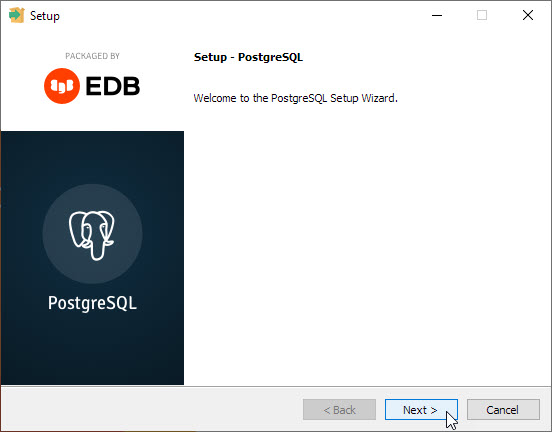 Setup
PACKAGED BY
EDB
Setup - PostgreSQL
Welcome to the PostgreSQL Setup Wizard.
PostgreSQL
< Back
Next >
Cancel